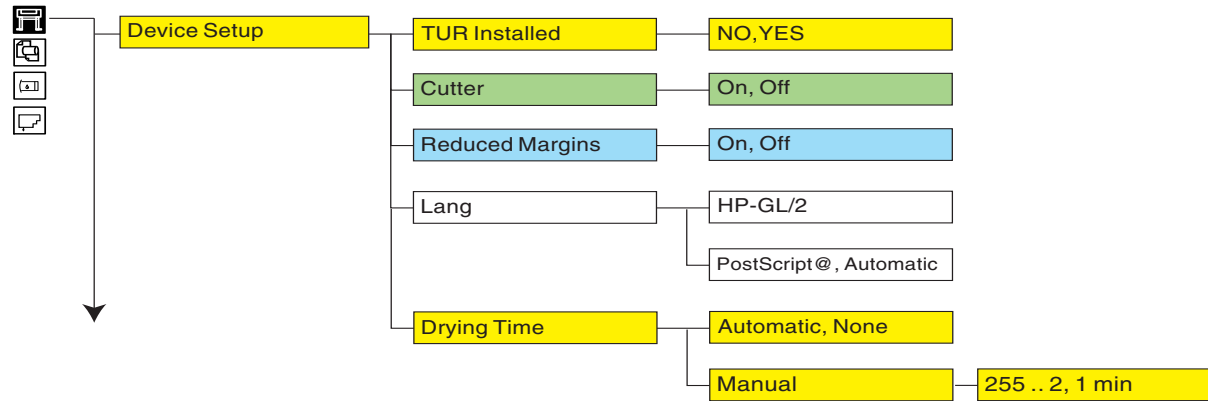 Device Setup
TUR Installed
NO,YES
Cutter
On, Off
Reduced Margins
On, Off
Lang
HP-GL/2
PostScript@, Automatic
Drying Time
Automatic, None
Manual
255 .. 2, 1 min